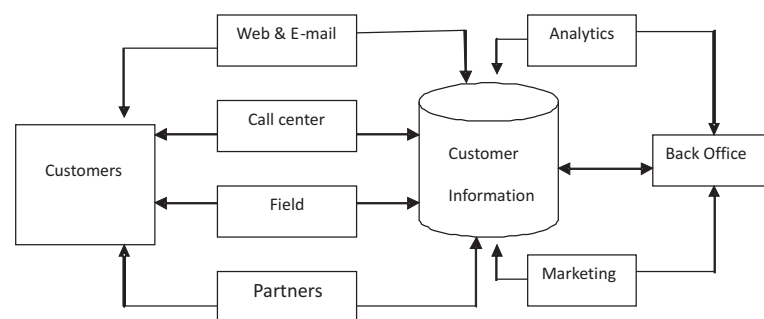 Web & E-mail
Analytics
Call center
Customers
Customer
Information
Back Office
Field
Partners
Marketing